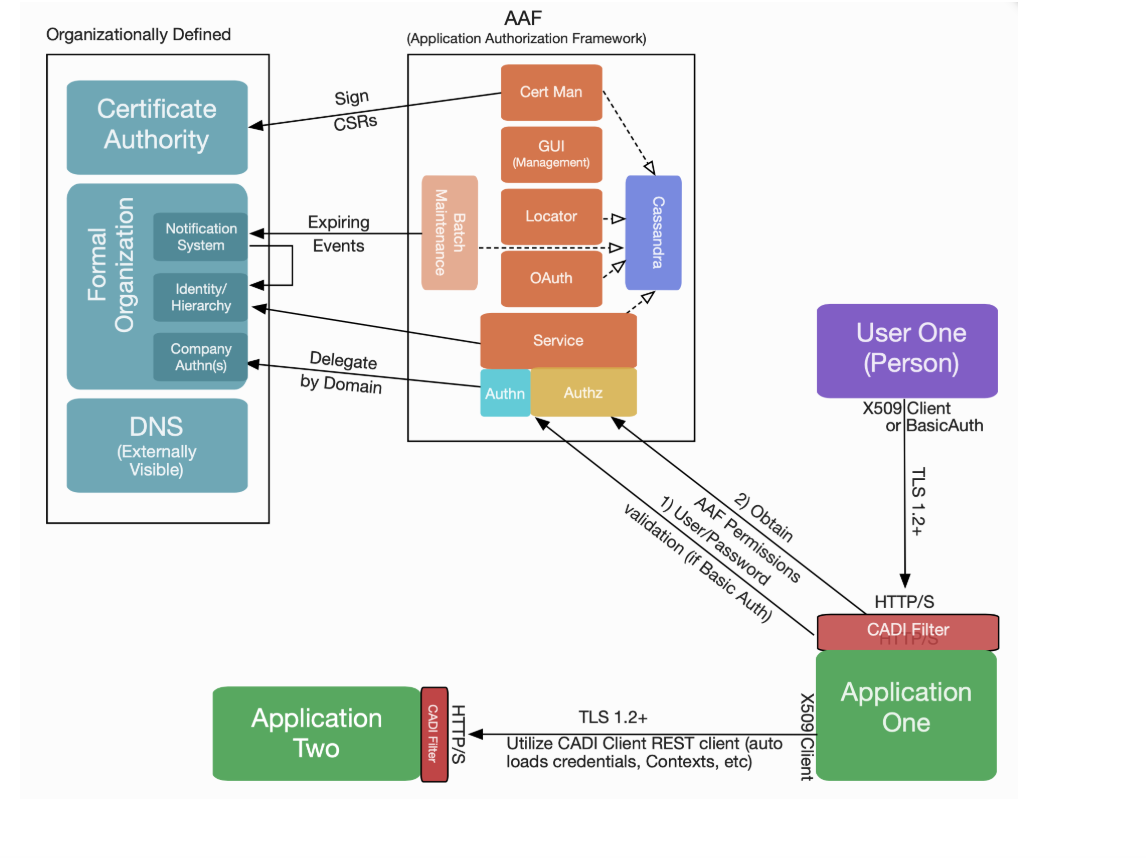 AAF
(Application Authorization Framework)
Organizationally Defined
Certificate
Authority
Sign
CSRs
Cert Man
GUI
(Management)
Formal
Organization
Notification
System
Identity/
Hierarchy
Company
Authn(s)
Expiring
Events
Batch
Maintenance
Locator
OAuth
Cassandra
Service
Authn
Authz
Delegate
by Domain
DNS
(Externally
Visible)
User One
(Person)
X509 Client
or BasicAuth
TLS 1.2+
2) Obtain
AAF Permissions
1) User/Password
validation (if Basic Auth)
HTTP/S
CADI Filter
HTTP/S
Application
One
X509 Client
TLS 1.2+
Utilize CADI Client REST client (auto
loads credentials, Contexts, etc)
HTTP/S
CADI Filter
Application
Two